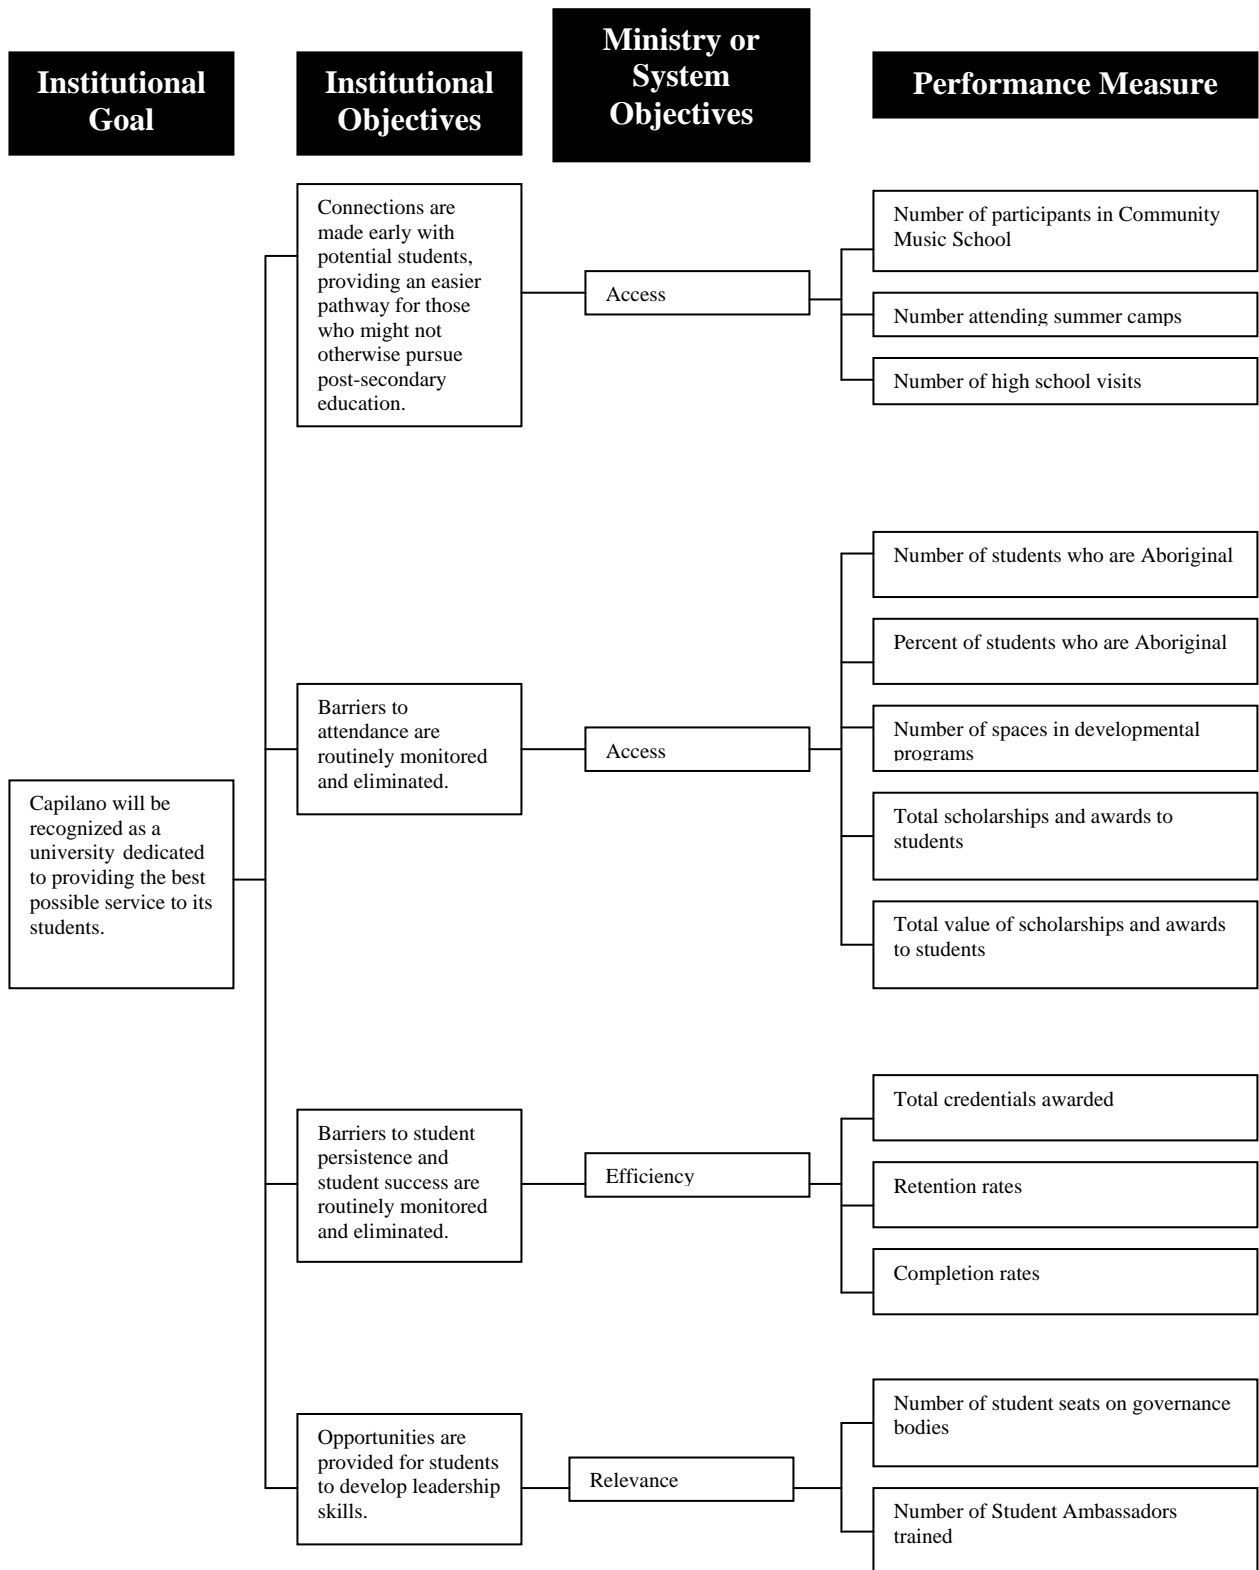 Institutional
Goal
Institutional
Objectives
Ministry or
System
Objectives
Performance Measure
Connections are
made early with
potential students,
providing an easier
pathway for those
who might not
otherwise pursue
post-secondary
education.
Access
Number of participants in Community
Music School
Number attending summer camps
Number of high school visits
Capilano will be
recognized as a
university dedicated
to providing the best
possible service to its
students.
Barriers to
attendance are
routinely monitored
and eliminated.
Access
Number of students who are Aboriginal
Percent of students who are Aboriginal
Number of spaces in developmental
programs
Total scholarships and awards to
students
Total value of scholarships and awards
to students
Barriers to student
persistence and
student success are
routinely monitored
and eliminated.
Efficiency
Total credentials awarded
Retention rates
Completion rates
Opportunities are
provided for students
to develop leadership
skills.
Relevance
Number of student seats on governance
bodies
Number of Student Ambassadors
trained